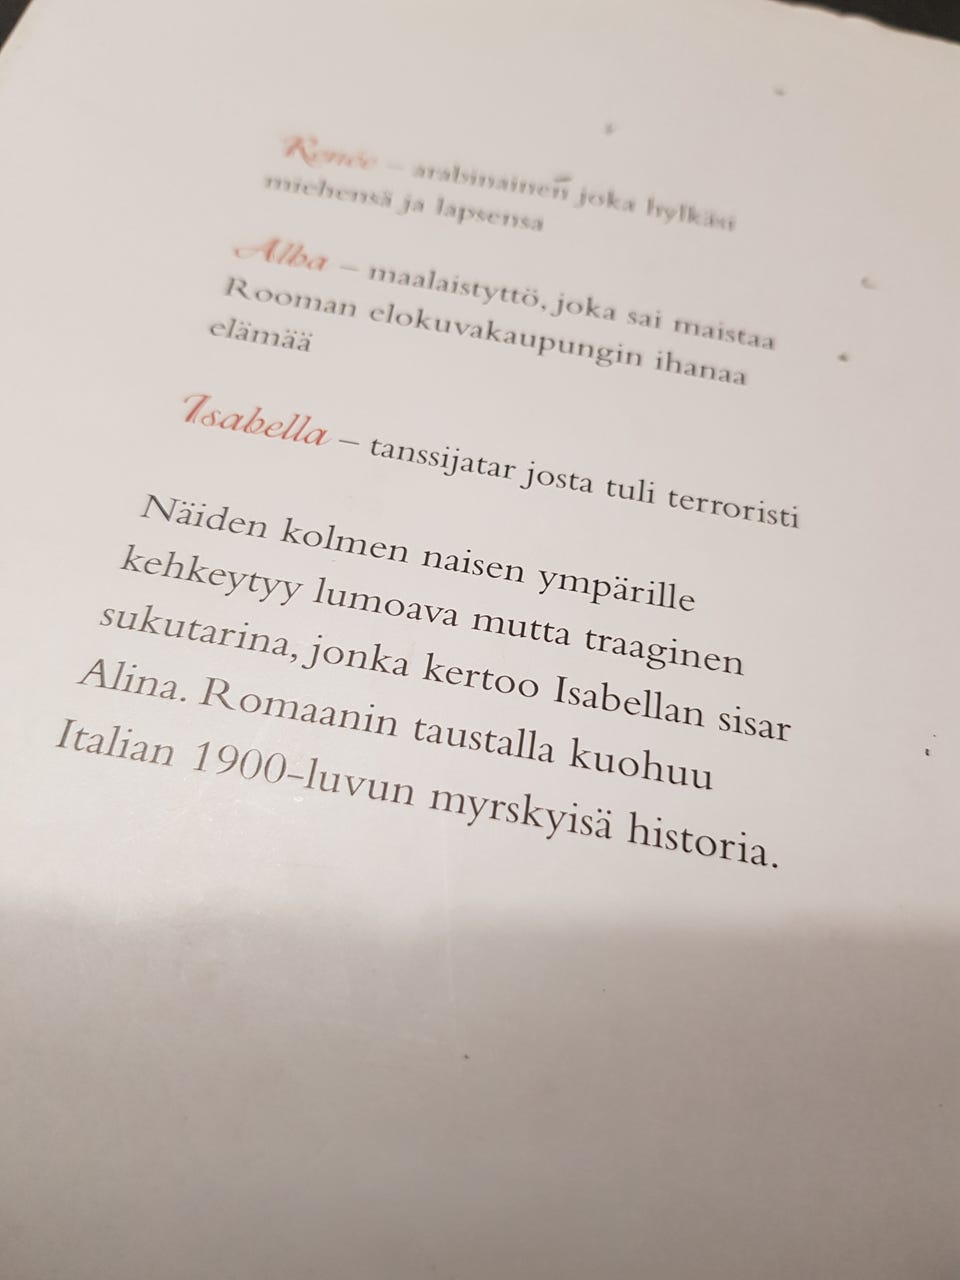 Renée – arabinainen joka hylkäsi
miehensä ja lapsensa
Alba – maalaistyttö, joka sai maistaa
Rooman elokuvakaupungin ihanaa
elämää
Isabella – tanssijatar josta tuli terroristi
Näiden kolmen naisen ympärille
kehkeytyy lumoava mutta traaginen
sukutarina, jonka kertoo Isabellan sisar
Alina. Romaanin taustalla kuohuu
Italian 1900-luvun myrskyisä historia.